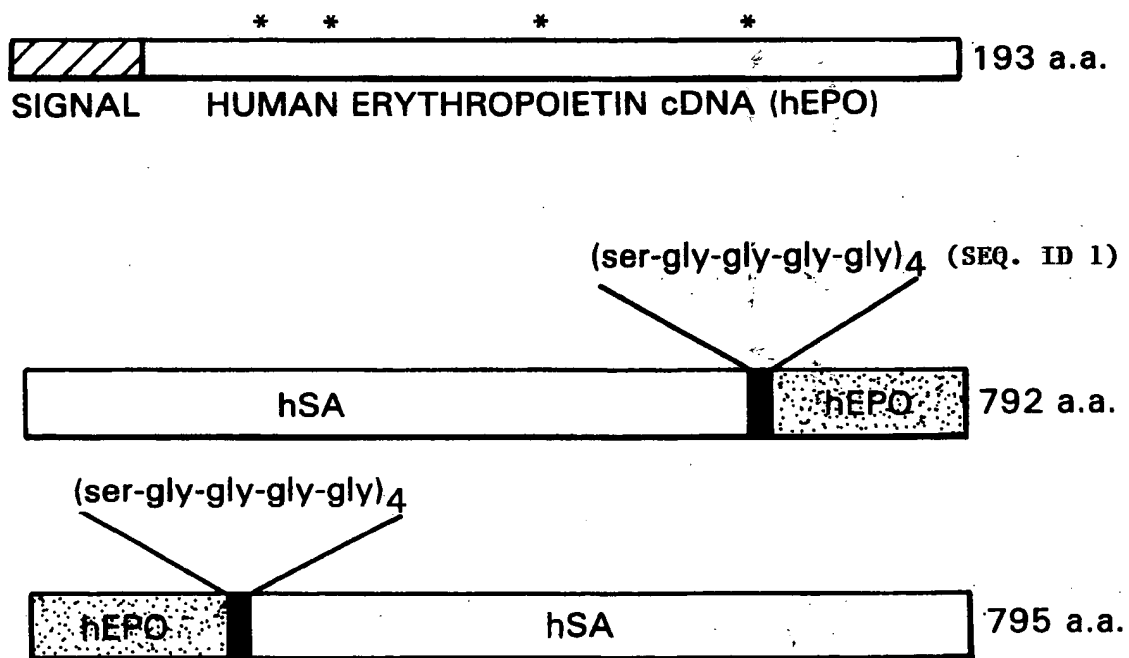 * * * *
193 a.a.
SIGNAL HUMAN ERYTHROPOIETIN cDNA (hEPO)
(ser-gly-gly-gly-gly)4 (SEQ. ID 1)
hSA hEPO 792 a.a.
(ser-gly-gly-gly-gly)4
hEPO hSA 795 a.a.